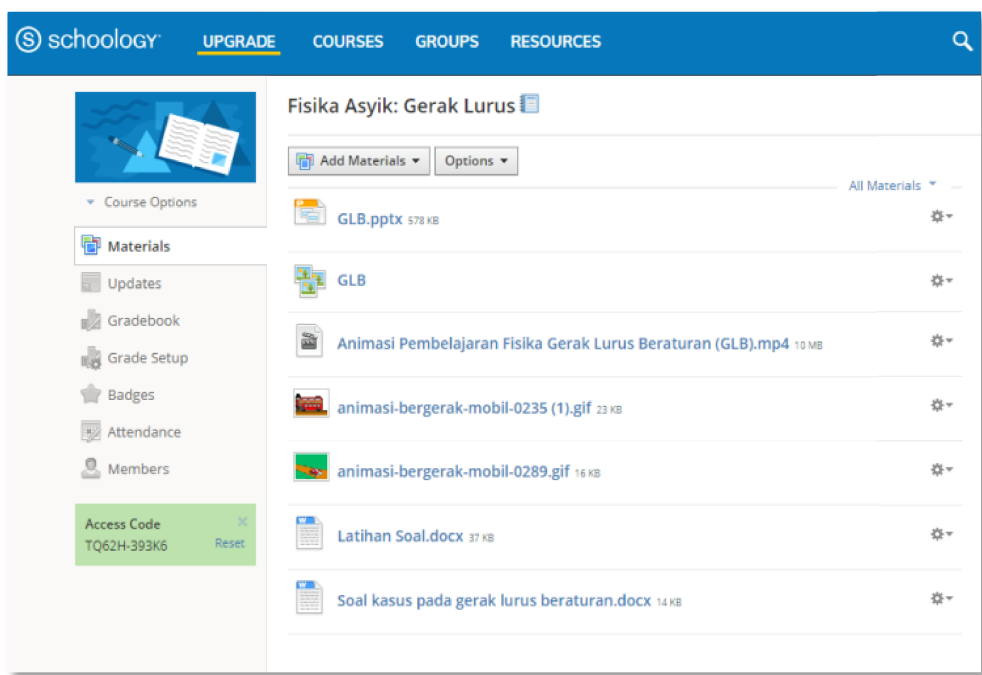 schoology UPGRADE COURSES GROUPS RESOURCES
Fisika Asyik: Gerak Lurus
Add Materials Options
All Materials
Course Options
Materials
Updates
Gradebook
Grade Setup
Badges
Attendance
Members
Access Code
TQ62H-393K6 Reset
GLB.pptx 578 KB
GLB
Animasi Pembelajaran Fisika Gerak Lurus Beraturan (GLB).mp4 10 MB
animasi-bergerak-mobil-0235 (1).gif 23 KB
animasi-bergerak-mobil-0289.gif 16 KB
Latihan Soal.docx 37 KB
Soal kasus pada gerak lurus beraturan.docx 14 KB